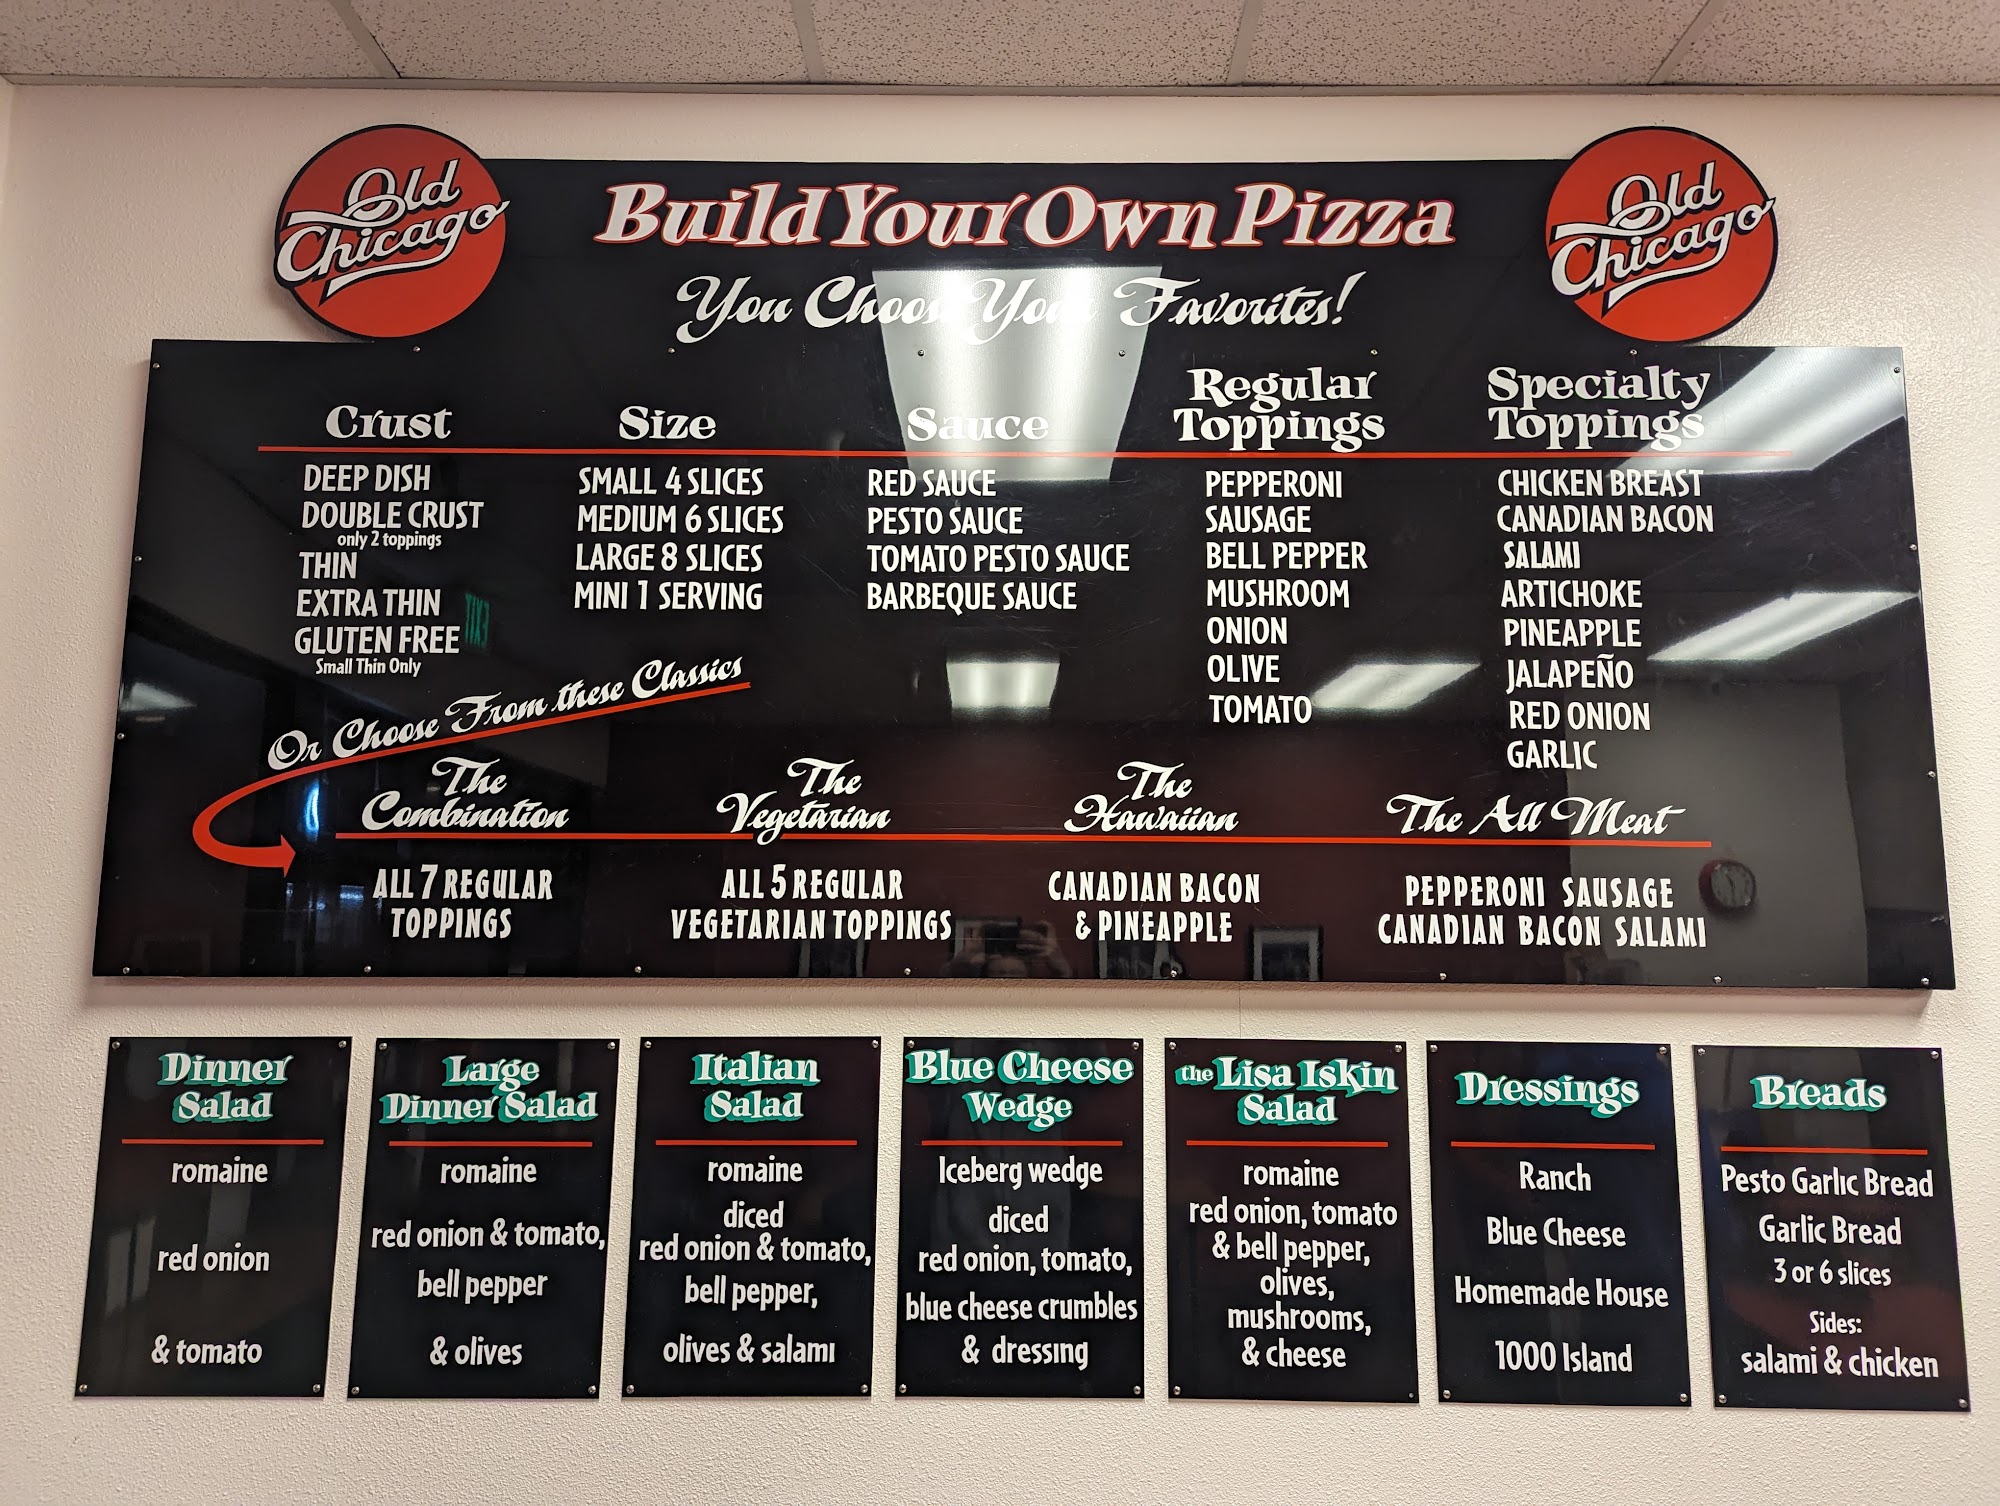 Old
Chicago
Build Your Own Pizza
Old
Chicago
You Choose Your Favorites!
Crust
DEEP DISH
DOUBLE CRUST
only 2 toppings
THIN
EXTRA THIN
GLUTEN FREE
Small Thin Only
Size
SMALL 4 SLICES
MEDIUM 6 SLICES
LARGE 8 SLICES
MINI 1 SERVING
Sauce
RED SAUCE
PESTO SAUCE
TOMATO PESTO SAUCE
BARBEQUE SAUCE
Regular
Toppings
PEPPERONI
SAUSAGE
BELL PEPPER
MUSHROOM
ONION
OLIVE
TOMATO
Specialty
Toppings
CHICKEN BREAST
CANADIAN BACON
SALAMI
ARTICHOKE
PINEAPPLE
JALAPEÑO
RED ONION
GARLIC
EXIT
Or Choose From these Classics
The
Combination
ALL 7 REGULAR
TOPPINGS
The
Vegetarian
ALL 5 REGULAR
VEGETARIAN TOPPINGS
The
Hawaiian
CANADIAN BACON
& PINEAPPLE
The All Meat
PEPPERONI SAUSAGE
CANADIAN BACON SALAMI
Dinner
Salad
romaine
red onion
& tomato
Large
Dinner Salad
romaine
red onion & tomato,
bell pepper
& olives
Italian
Salad
romaine
diced
red onion & tomato,
bell pepper,
olives & salami
Blue Cheese
Wedge
Iceberg wedge
diced
red onion, tomato,
blue cheese crumbles
& dressing
the Lisa Iskin
Salad
romaine
red onion, tomato
& bell pepper,
olives,
mushrooms,
& cheese
Dressings
Ranch
Blue Cheese
Homemade House
1000 Island
Breads
Pesto Garlic Bread
Garlic Bread
3 or 6 slices
Sides:
salami & chicken